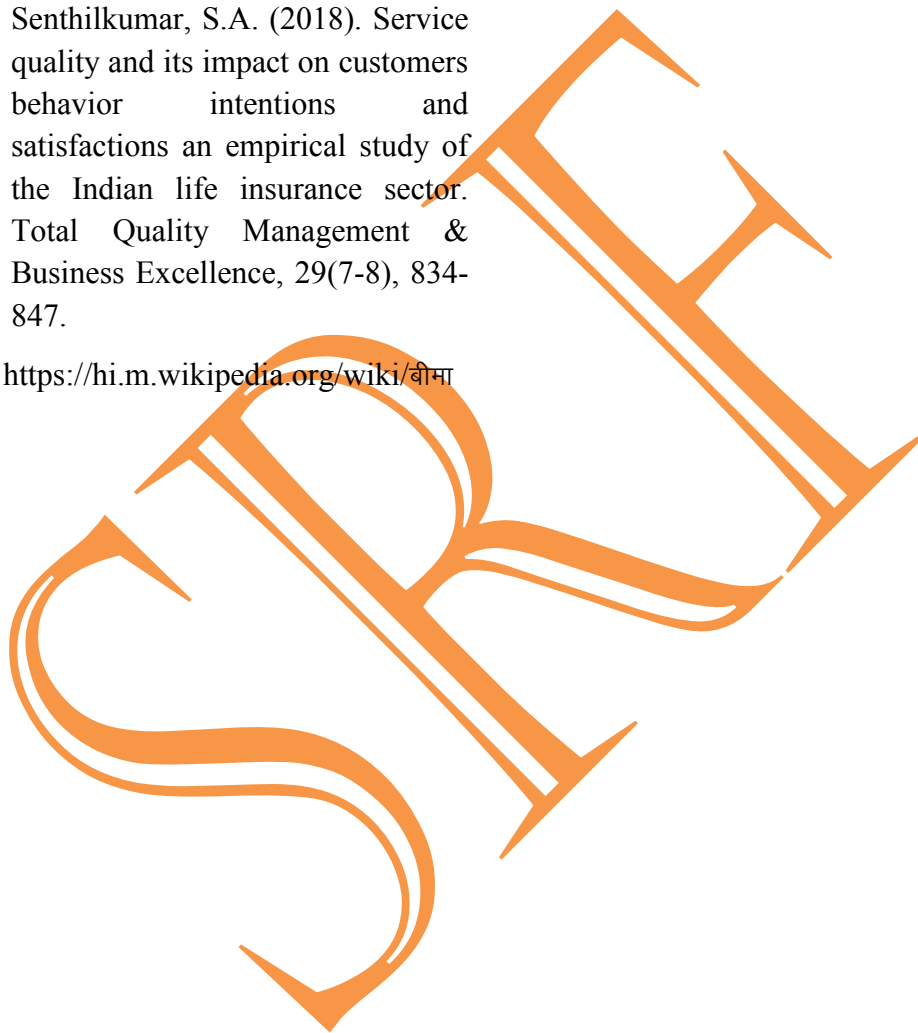 Senthilkumar, S.A. (2018). Service
quality and its impact on customers
behavior intentions and
satisfactions an empirical study of
the Indian life insurance sector.
Total Quality Management &
Business Excellence, 29(7-8), 834-
847.
https://hi.m.wikipedia.org/wiki/बीमा
SRF